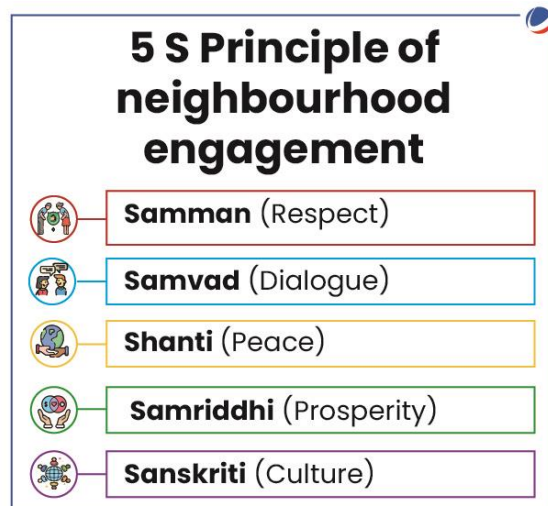 5 S Principle of
neighbourhood
engagement
Samman (Respect)
Samvad (Dialogue)
Shanti (Peace)
Samriddhi (Prosperity)
Sanskriti (Culture)